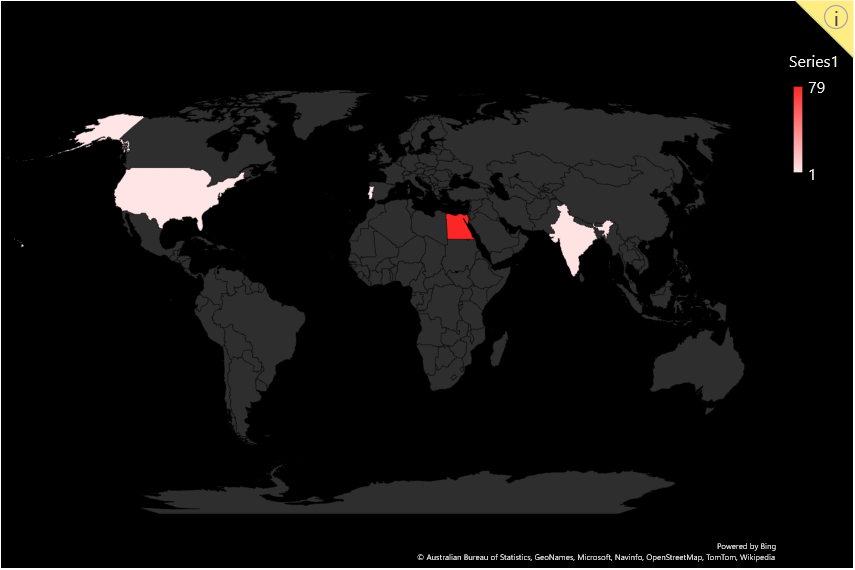 i
Series1
79
1
Powered by Bing
© Australian Bureau of Statistics, GeoNames, Microsoft, Navinfo, OpenStreetMap, TomTom, Wikipedia